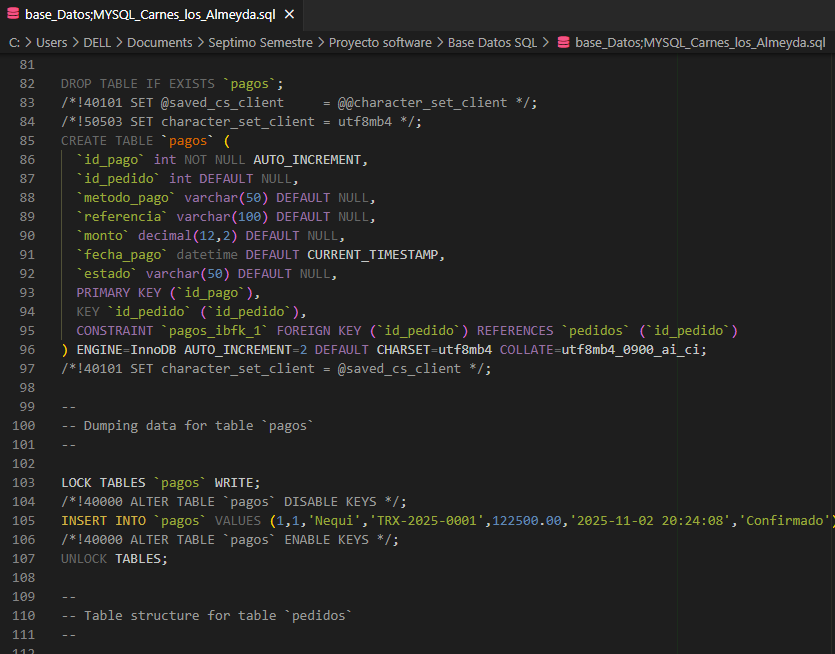 base_Datos;MYSQL_Carnes_los_Almeyda.sql ×
C: > Users > DELL > Documents > Septimo Semestre > Proyecto software > Base Datos SQL > base_Datos;MYSQL_Carnes_los_Almeyda.sql
81
82 DROP TABLE IF EXISTS `pagos`;
83 /*!40101 SET @saved_cs_client     = @@character_set_client */;
84 /*!50503 SET character_set_client = utf8mb4 */;
85 CREATE TABLE `pagos` (
86   `id_pago` int NOT NULL AUTO_INCREMENT,
87   `id_pedido` int DEFAULT NULL,
88   `metodo_pago` varchar(50) DEFAULT NULL,
89   `referencia` varchar(100) DEFAULT NULL,
90   `monto` decimal(12,2) DEFAULT NULL,
91   `fecha_pago` datetime DEFAULT CURRENT_TIMESTAMP,
92   `estado` varchar(50) DEFAULT NULL,
93   PRIMARY KEY (`id_pago`),
94   KEY `id_pedido` (`id_pedido`),
95   CONSTRAINT `pagos_ibfk_1` FOREIGN KEY (`id_pedido`) REFERENCES `pedidos` (`id_pedido`)
96 ) ENGINE=InnoDB AUTO_INCREMENT=2 DEFAULT CHARSET=utf8mb4 COLLATE=utf8mb4_0900_ai_ci;
97 /*!40101 SET character_set_client = @saved_cs_client */;
98
99 --
100 -- Dumping data for table `pagos`
101 --
102
103 LOCK TABLES `pagos` WRITE;
104 /*!40000 ALTER TABLE `pagos` DISABLE KEYS */;
105 INSERT INTO `pagos` VALUES (1,1,'Nequi','TRX-2025-0001',122500.00,'2025-11-02 20:24:08','Confirmado')
106 /*!40000 ALTER TABLE `pagos` ENABLE KEYS */;
107 UNLOCK TABLES;
108
109 --
110 -- Table structure for table `pedidos`
111 --
112